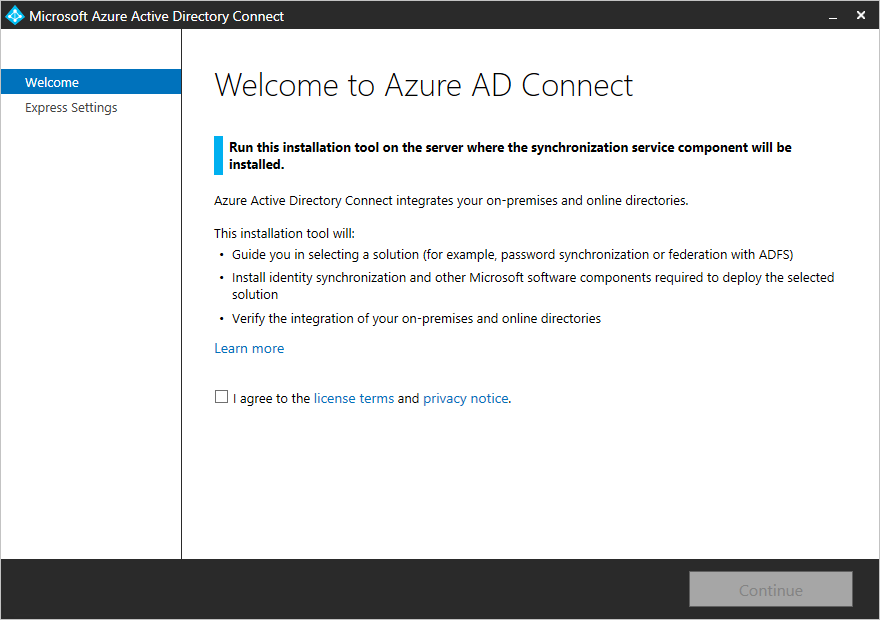 Microsoft Azure Active Directory Connect
Welcome
Express Settings
Welcome to Azure AD Connect
Run this installation tool on the server where the synchronization service component will be
installed.
Azure Active Directory Connect integrates your on-premises and online directories.
This installation tool will:
• Guide you in selecting a solution (for example, password synchronization or federation with ADFS)
• Install identity synchronization and other Microsoft software components required to deploy the selected
solution
• Verify the integration of your on-premises and online directories
Learn more
I agree to the license terms and privacy notice.
Continue